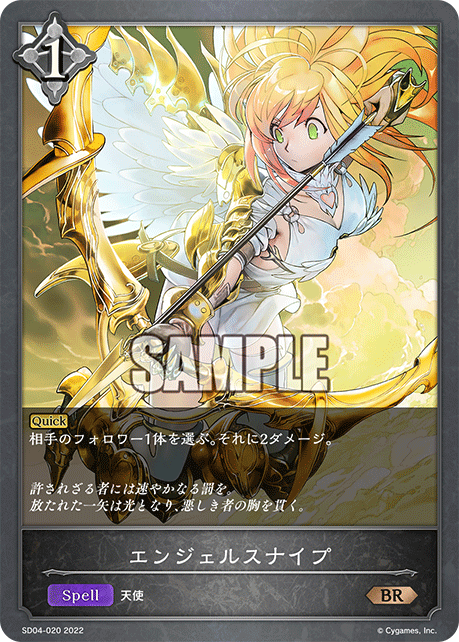 1
SAMPLE
Quick
相手のフォロワー1体を選ぶ。それに2ダメージ。
許されざる者には速やかなる罰を。
放たれた一矢は光となり、悪しき者の胸を貫く。
エンジェルスナイプ
Spell 天使 BR
SD04-020 2022 © Cygames, Inc.